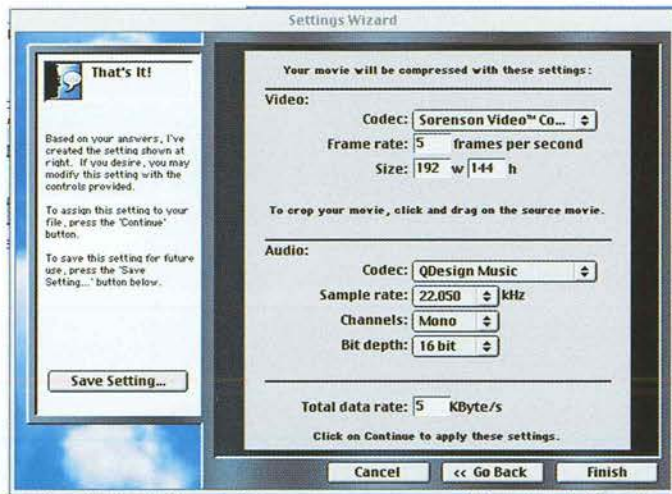 Settings Wizard
That's It!
Based on your answers, I've
created the setting shown at
right. If you desire, you may
modify this setting with the
controls provided.
To assign this setting to your
file, press the 'Continue'
button.
To save this setting for future
use, press the 'Save
Setting...' button below.
Save Setting...
Your movie will be compressed with these settings:
Video:
Codec: Sorenson Video™ Co...
Frame rate: 5 frames per second
Size: 192 w 144 h
To crop your movie, click and drag on the source movie.
Audio:
Codec: QDesign Music
Sample rate: 22.050 kHz
Channels: Mono
Bit depth: 16 bit
Total data rate: 5 KByte/s
Click on Continue to apply these settings.
Cancel << Go Back Finish